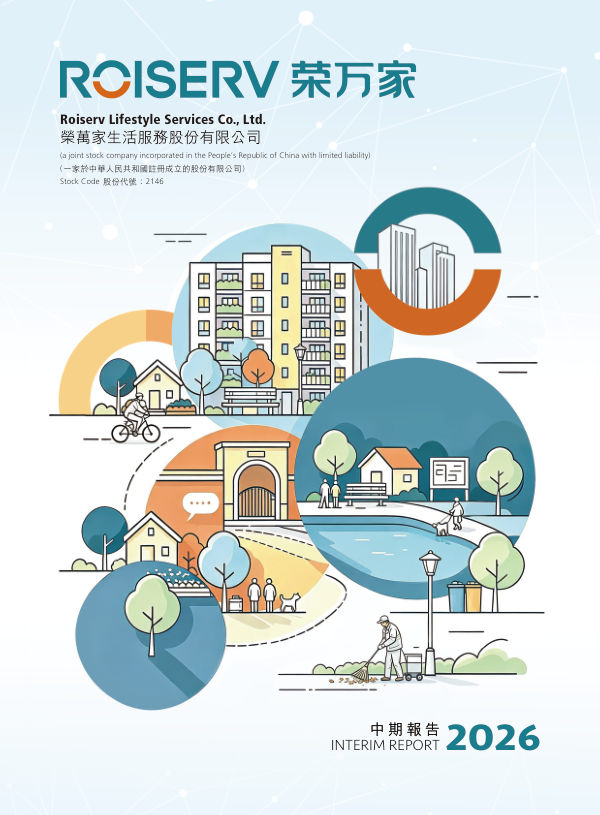 ROISERV 荣万家
Roiserv Lifestyle Services Co., Ltd.
榮萬家生活服務股份有限公司
(a joint stock company incorporated in the People's Republic of China with limited liability)
(一家於中華人民共和國註冊成立的股份有限公司)
Stock Code 股份代號：2146
中期報告
INTERIM REPORT 2026